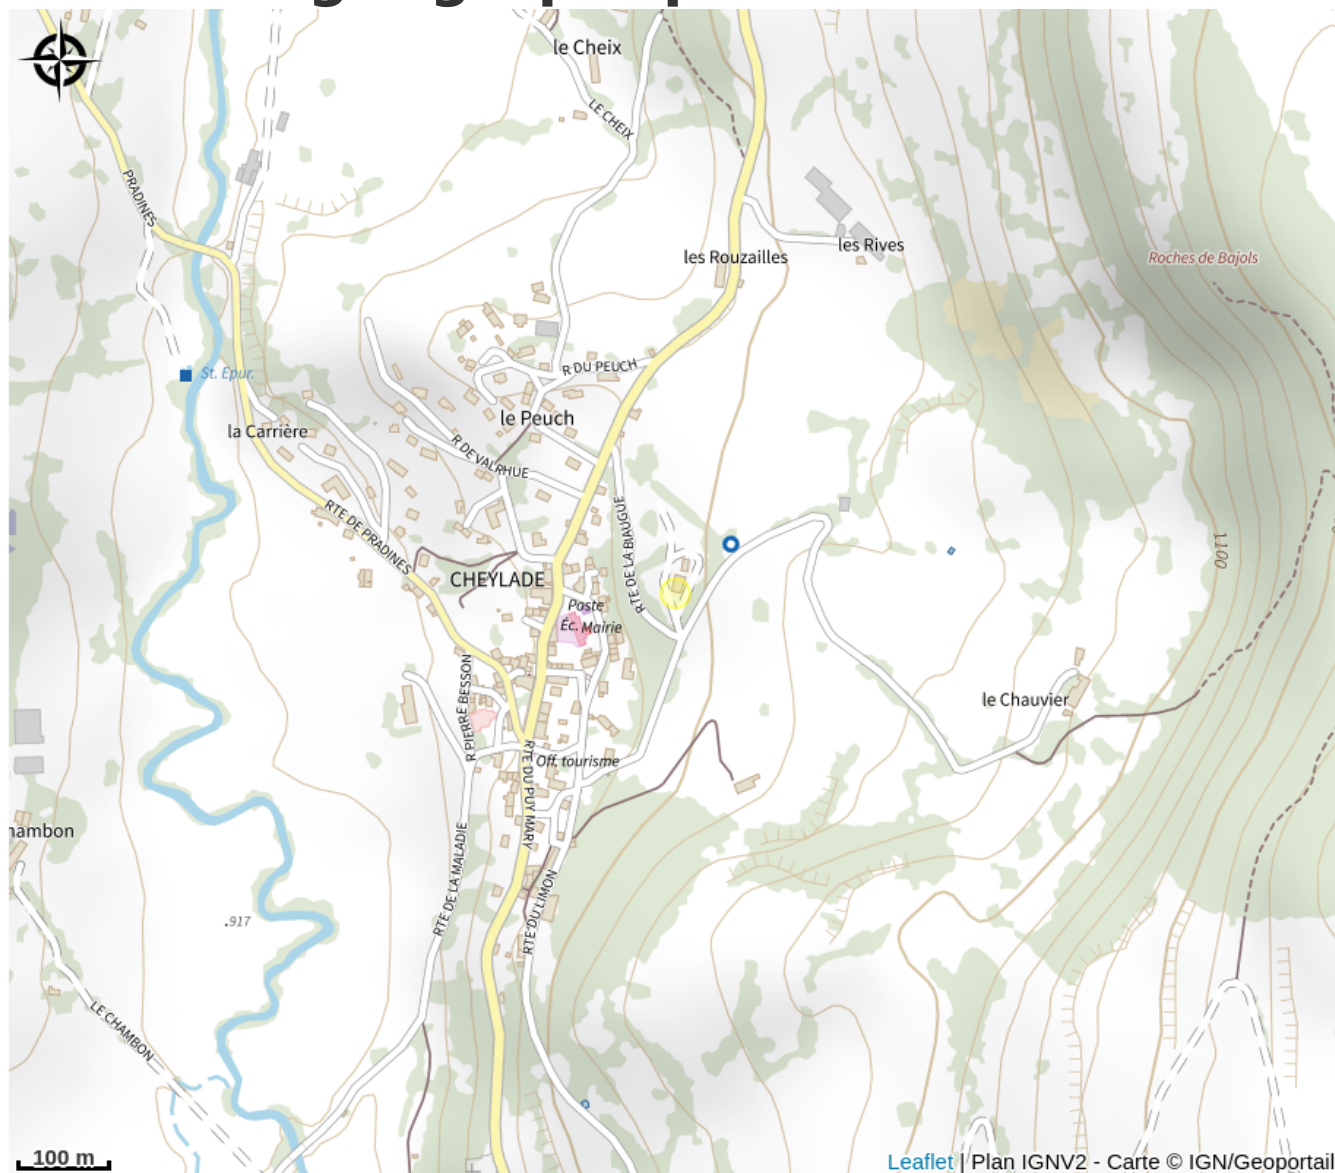 le Cheix
LE CHEIX
PRADINES
les Rives
les Rouzailles
Roches de Bajols
St. Epur.
R DU PEUCH
le Peuch
la Carrière
R DE VALRHUE
RTE DE PRADINES
RTE DE LA BIAUGUE
1100
CHEYLADE
Poste
Éc. Mairie
R PIERRE BESSON
le Chauvier
RTE DU PUY MARY
Off. tourisme
hambon
RTE DE LA MALADIE
RTE DU LIMON
.917
LE CHAMBON
100 m
Leaflet | Plan IGNV2 - Carte © IGN/Geoportail